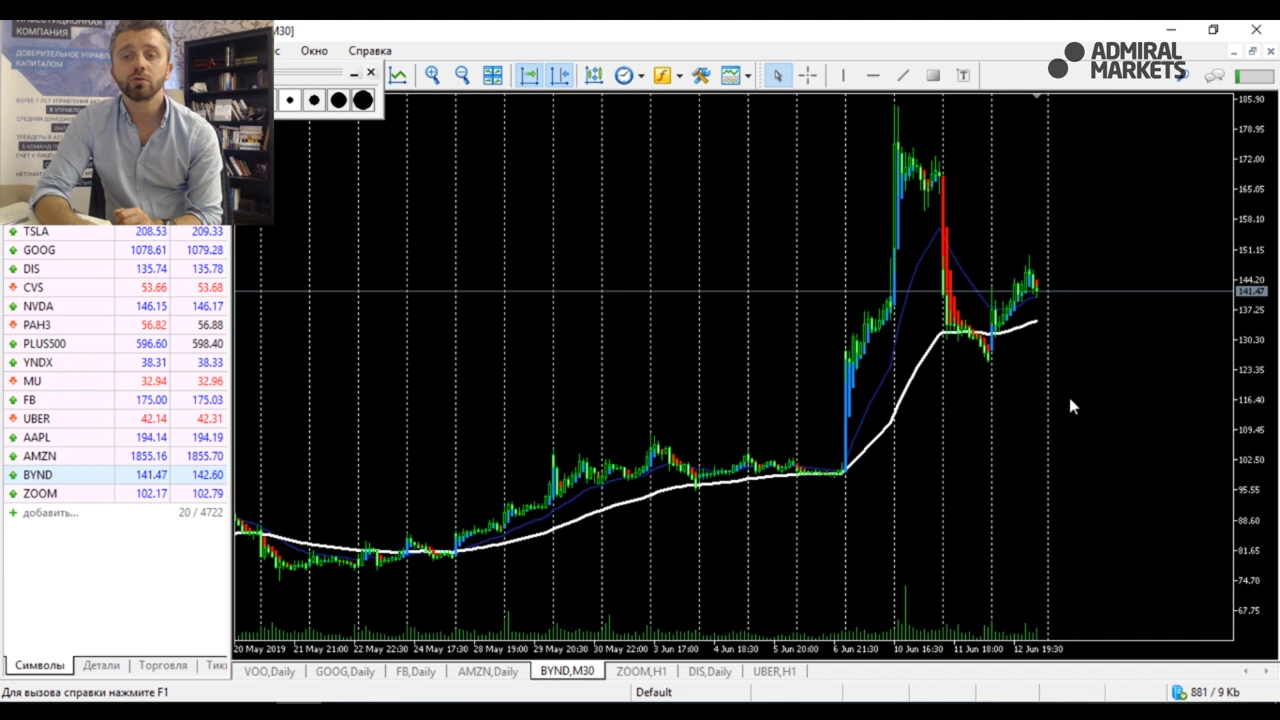 ИНВЕСТИЦИОННАЯ
КОМПАНИЯ
ДОВЕРИТЕЛЬНОЕ УПРАВЛ
КАПИТАЛОМ
M30]
Окно Справка
ADMIRAL
MARKETS
TSLA 208.53 209.33
GOOG 1078.61 1079.28
DIS 135.74 135.78
CVS 53.66 53.68
NVDA 146.15 146.17
PAH3 56.82 56.88
PLUS500 596.60 598.40
YNDX 38.31 38.33
MU 32.94 32.96
FB 175.00 175.03
UBER 42.14 42.31
AAPL 194.14 194.19
AMZN 1855.16 1855.70
BYND 141.47 142.60
ZOOM 102.17 102.79
добавить... 20 / 4722
185.90
178.95
172.00
165.05
158.10
151.15
144.20
141.47
137.25
130.30
123.35
116.40
109.45
102.50
95.55
88.60
81.65
74.70
67.75
20 May 2019 21 May 21:00 22 May 22:30 24 May 17:30 28 May 19:00 29 May 20:30 30 May 22:00 3 Jun 17:00 4 Jun 18:30 5 Jun 20:00 6 Jun 21:30 10 Jun 16:30 11 Jun 18:00 12 Jun 19:30
Символы Детали Торговля Тик
VOO,Daily GOOG,Daily FB,Daily AMZN,Daily BYND,M30 ZOOM,H1 DIS,Daily UBER,H1
Для вызова справки нажмите F1 Default 881 / 9 Kb